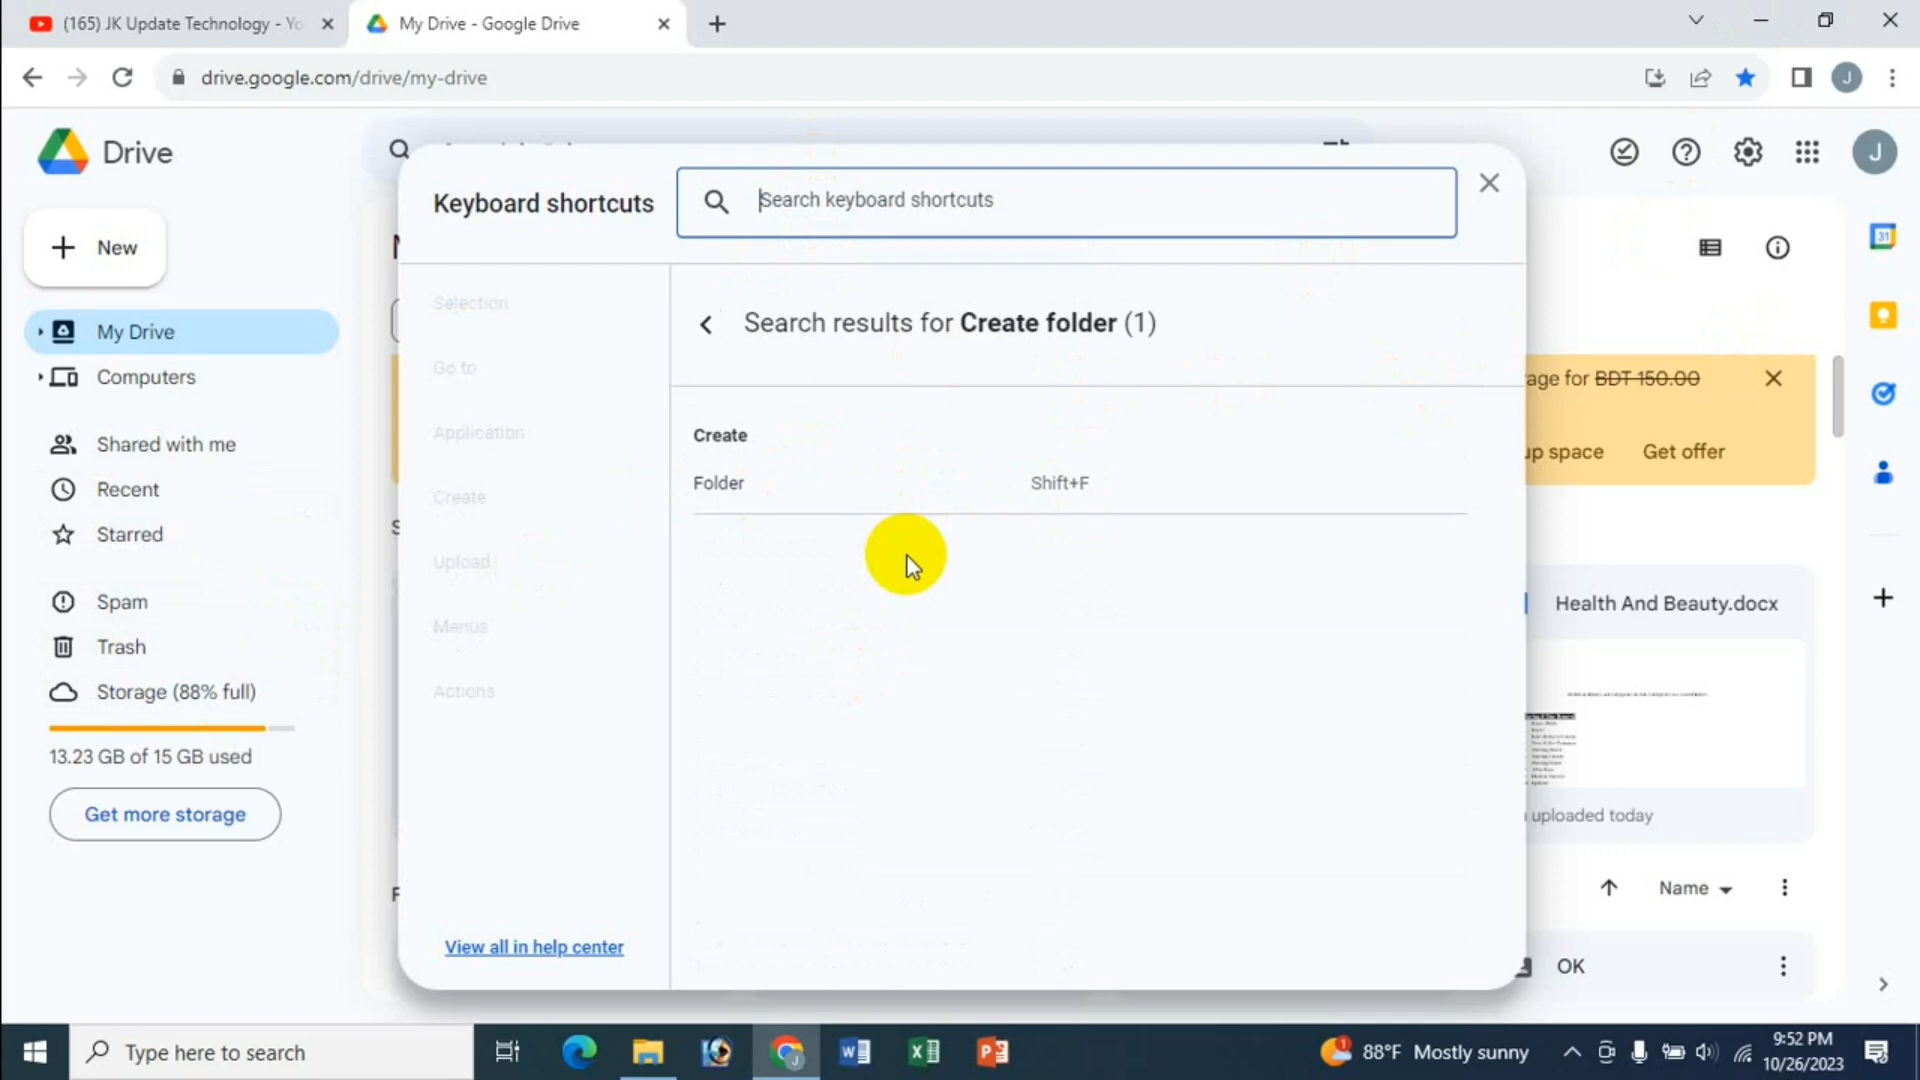 (165) JK Update Technology - Yo
My Drive - Google Drive
drive.google.com/drive/my-drive
J
Drive
J
Keyboard shortcuts
Search keyboard shortcuts
New
31
Selection
Search results for Create folder (1)
My Drive
Go to
Computers
age for BDT 150.00
Application
Create
Shared with me
up space
Get offer
Folder
Shift+F
Recent
Create
Starred
Upload
Spam
Health And Beauty.docx
Menus
Trash
Actions
Storage (88% full)
13.23 GB of 15 GB used
Get more storage
uploaded today
Name
View all in help center
OK
Type here to search
88°F Mostly sunny
9:52 PM
10/26/2023